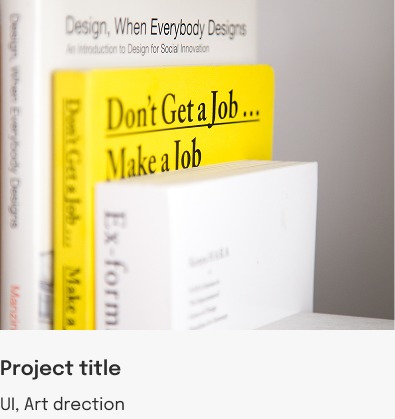 Design, When Everybody Designs
An Introduction to Design for Social Innovation
Design, When Everybody Designs
Manzin
Don't Get a Job ...
Make a Job
Don't Get a Job ...
Make a
Ex-form
Project title
UI, Art drection